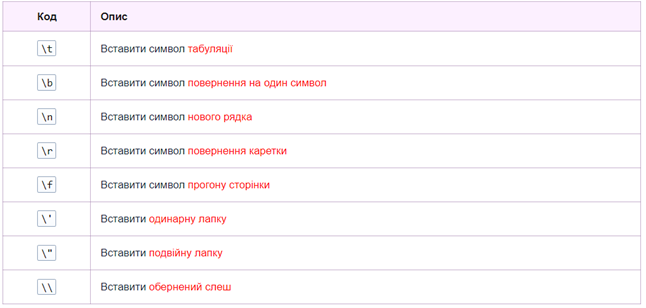 Код Опис
\t Вставити символ табуляції
\b Вставити символ повернення на один символ
\n Вставити символ нового рядка
\r Вставити символ повернення каретки
\f Вставити символ прогону сторінки
\' Вставити одинарну лапку
\" Вставити подвійну лапку
\\ Вставити обернений слеш